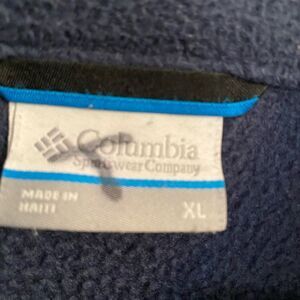 Columbia
Sportswear Company
MADE IN
HAITI
XL